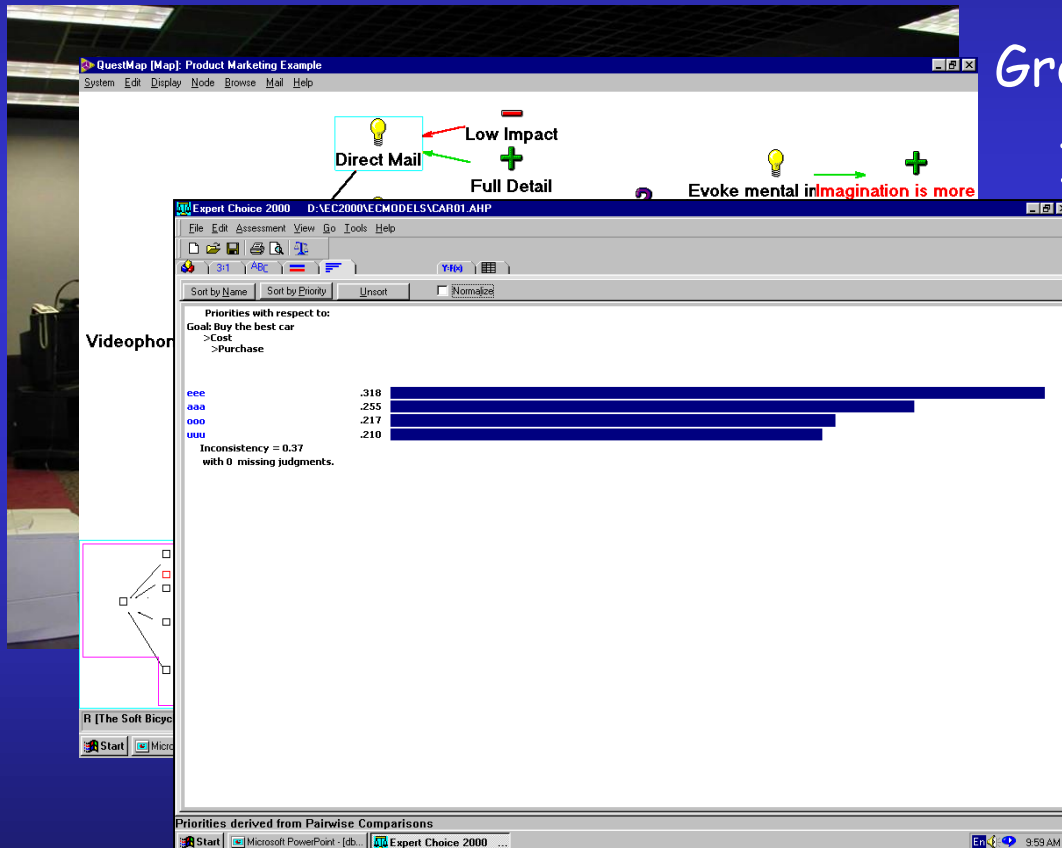 Gr
QuestMap [Map]: Product Marketing Example
System Edit Display Node Browse Mail Help
Low Impact
Direct Mail
Full Detail
Evoke mental
Imagination is more
Expert Choice 2000 D:\EC2000\ECMODELS\CAR01.AHP
File Edit Assessment View Go Tools Help
3:1 ABC Y=F(x)
Sort by Name Sort by Priority Unsort Normalize
Priorities with respect to:
Goal: Buy the best car
>Cost
>Purchase
Videophon
eee .318
aaa .255
ooo .217
uuu .210
Inconsistency = 0.37
with 0 missing judgments.
R [The Soft Bicyc
Start Micro
Priorities derived from Pairwise Comparisons
Start Microsoft PowerPoint - [db... Expert Choice 2000 ... En 9:59 AM